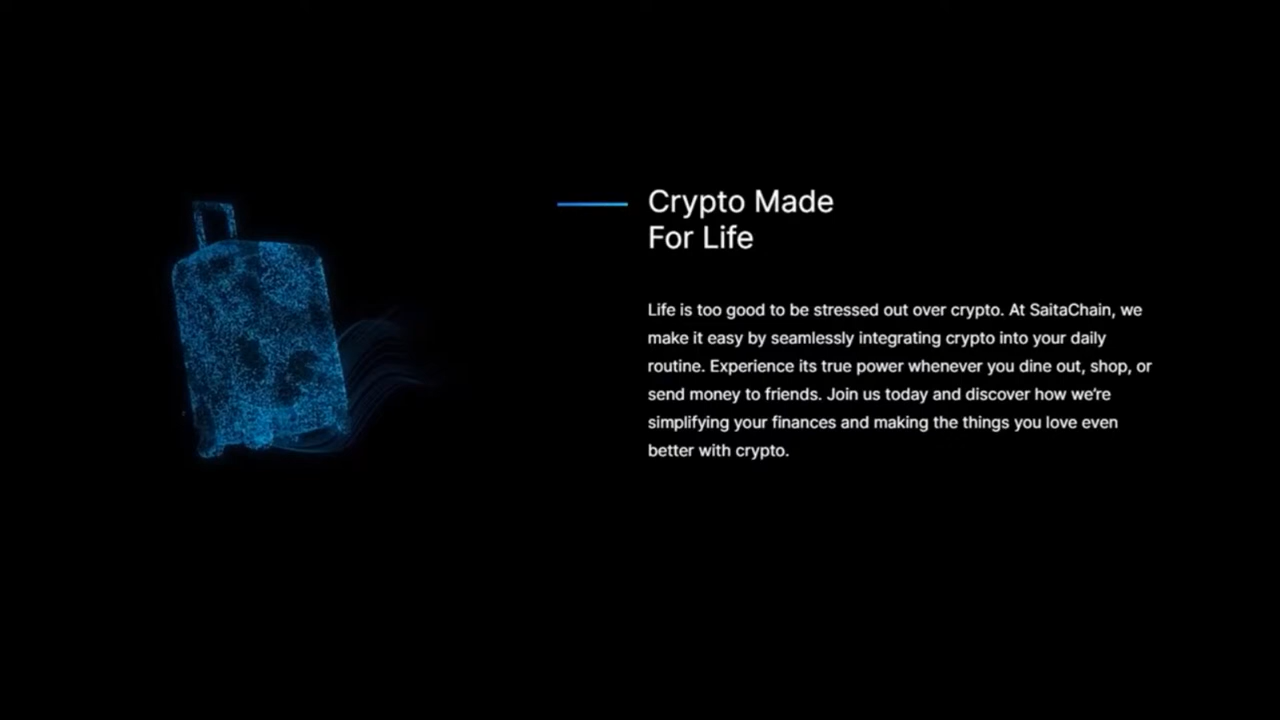 Crypto Made
For Life
Life is too good to be stressed out over crypto. At SaitaChain, we
make it easy by seamlessly integrating crypto into your daily
routine. Experience its true power whenever you dine out, shop, or
send money to friends. Join us today and discover how we're
simplifying your finances and making the things you love even
better with crypto.